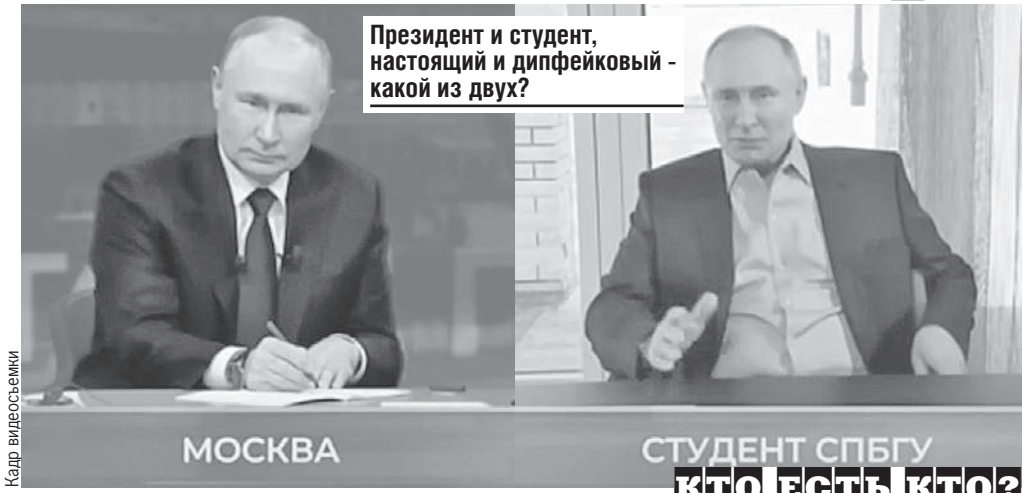 Президент и студент,
настоящий и дипфейковый -
какой из двух?
Кадр видеосъемки
МОСКВА
СТУДЕНТ СПБГУ
КТО ЕСТЬ КТО?